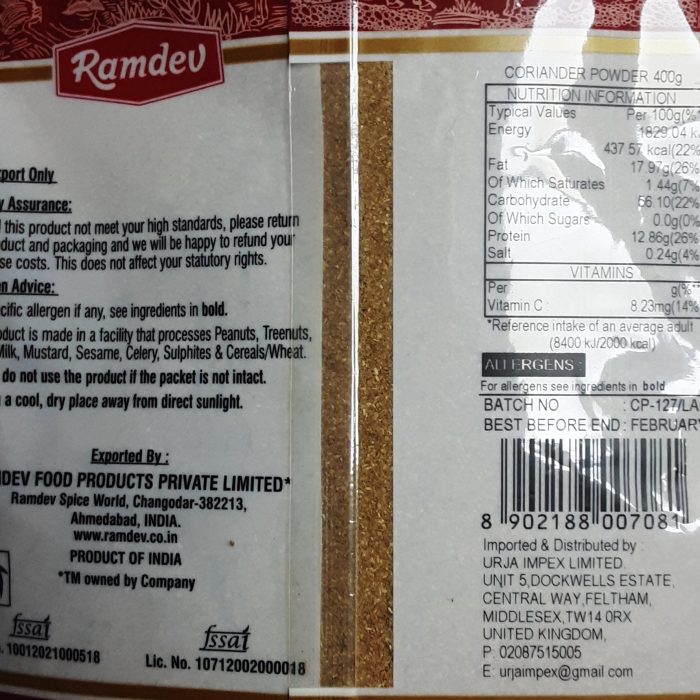 Ramdev
port Only
y Assurance:
this product not meet your high standards, please return
duct and packaging and we will be happy to refund your
se costs. This does not affect your statutory rights.
n Advice:
cific allergen if any, see ingredients in bold.
oduct is made in a facility that processes Peanuts, Treenuts,
Milk, Mustard, Sesame, Celery, Sulphites & Cereals/Wheat.
do not use the product if the packet is not intact.
a cool, dry place away from direct sunlight.
Exported By :
DEV FOOD PRODUCTS PRIVATE LIMITED*
Ramdev Spice World, Changodar-382213,
Ahmedabad, INDIA.
www.ramdev.co.in
PRODUCT OF INDIA
*TM owned by Company
fssai
. 10012021000518
fssai
Lic. No. 10712002000018
CORIANDER POWDER 400g
NUTRITION INFORMATION
Typical Values Per 100g(%*
Energy 1829.04 k
437.57 kcal(22%
Fat 17.97g(26%
Of Which Saturates 1.44g(7%
Carbohydrate 56.10(22%
Of Which Sugars 0.0g(0%
Protein 12.86g(26%
Salt 0.24g(4%
VITAMINS
Per g(%**
Vitamin C : 8.23mg(14%
*Reference intake of an average adult
(8400 kJ/2000 kcal)
ALLERGENS :
For allergens see ingredients in bold
BATCH NO : CP-127/LA
BEST BEFORE END : FEBRUARY
8 902188 007081
Imported & Distributed by :
URJA IMPEX LIMITED.
UNIT 5,DOCKWELLS ESTATE,
CENTRAL WAY,FELTHAM,
MIDDLESEX,TW14 0RX
UNITED KINGDOM,
P: 02087515005
E: urjaimpex@gmail com